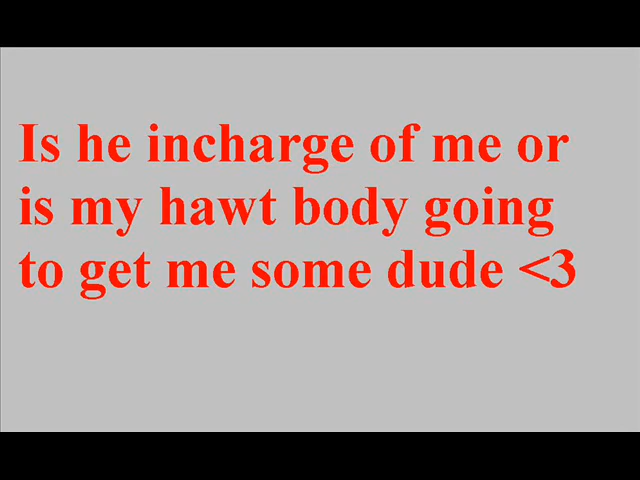 Is he incharge of me or
is my hawt body going
to get me some dude <3